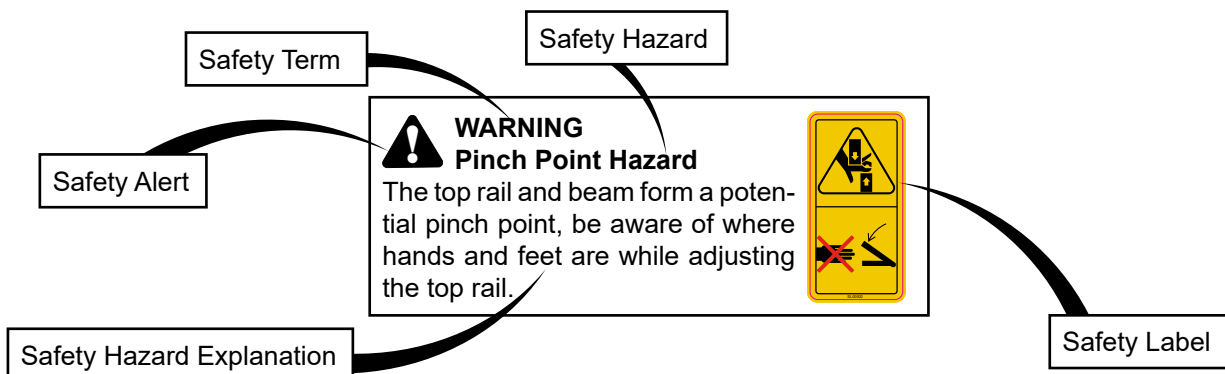 Safety Hazard
Safety Term
WARNING
Pinch Point Hazard
Safety Alert
The top rail and beam form a poten-
tial pinch point, be aware of where
hands and feet are while adjusting
the top rail.
Safety Label
Safety Hazard Explanation